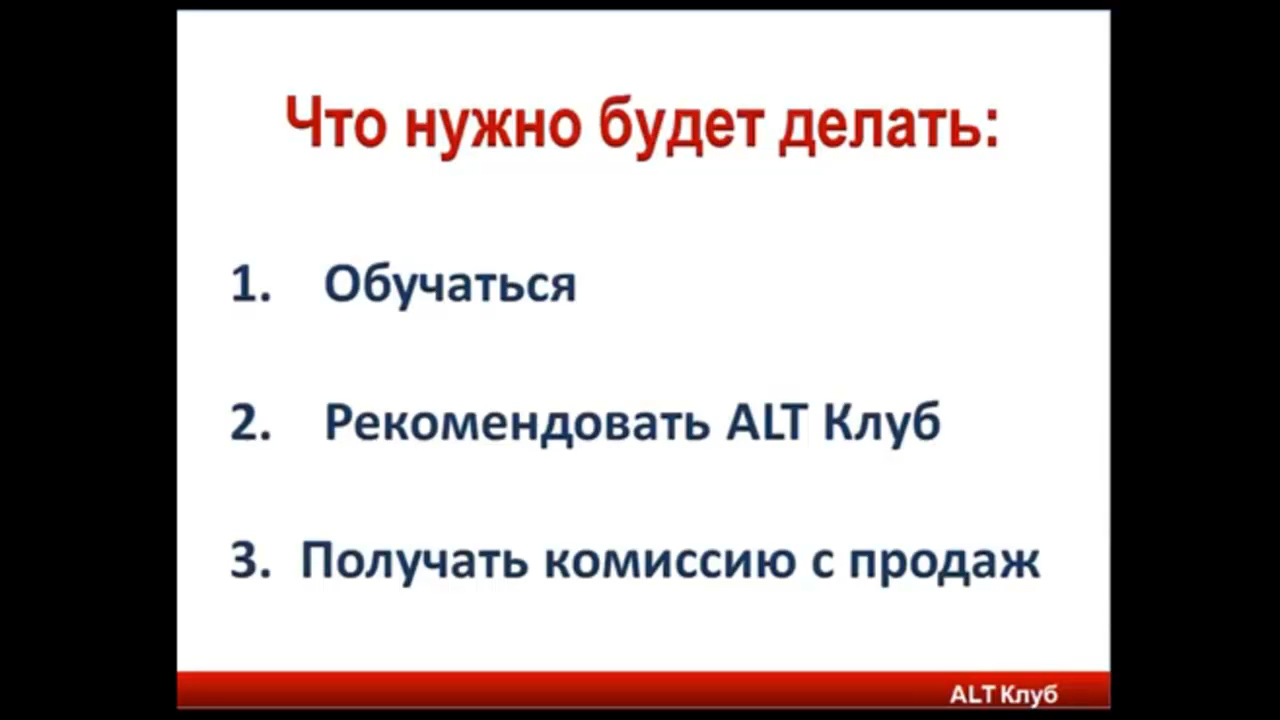 Что нужно будет делать:
1. Обучаться
2. Рекомендовать ALT Клуб
3. Получать комиссию с продаж
ALT Клуб